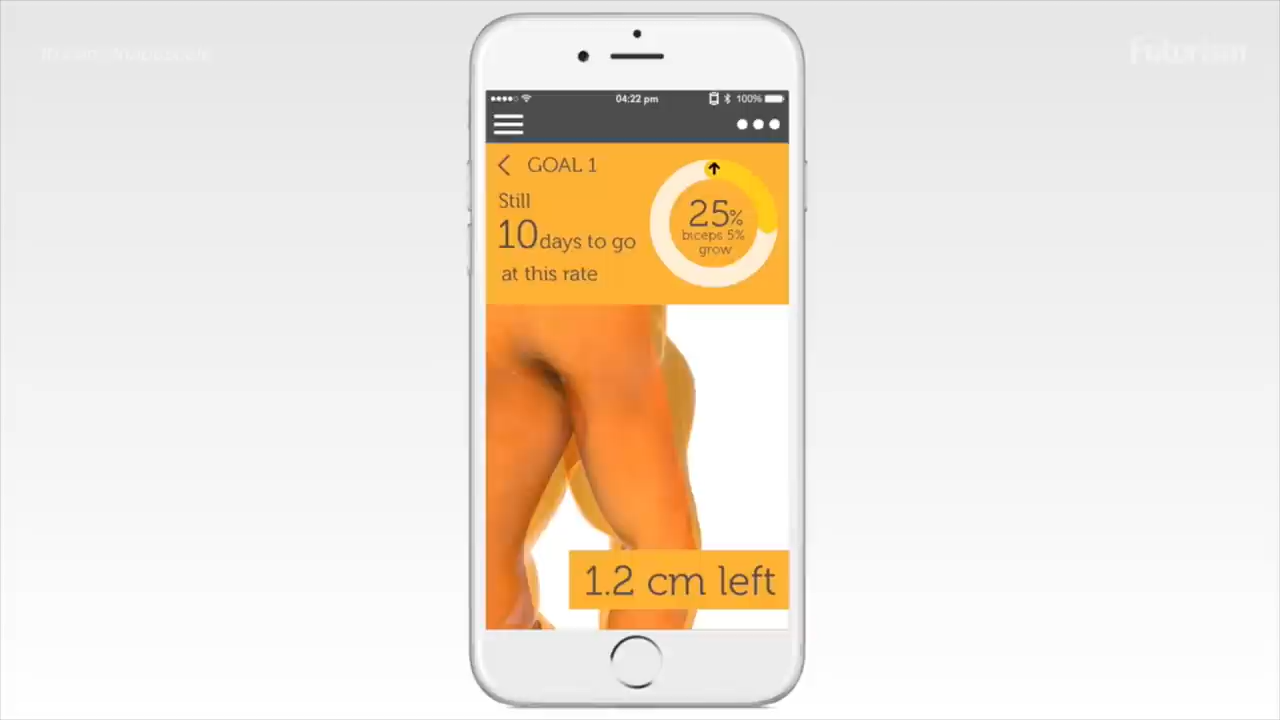 Futurism
04:22 pm
100%
GOAL 1
Still
10 days to go
at this rate
25%
biceps 5%
grow
1.2 cm left